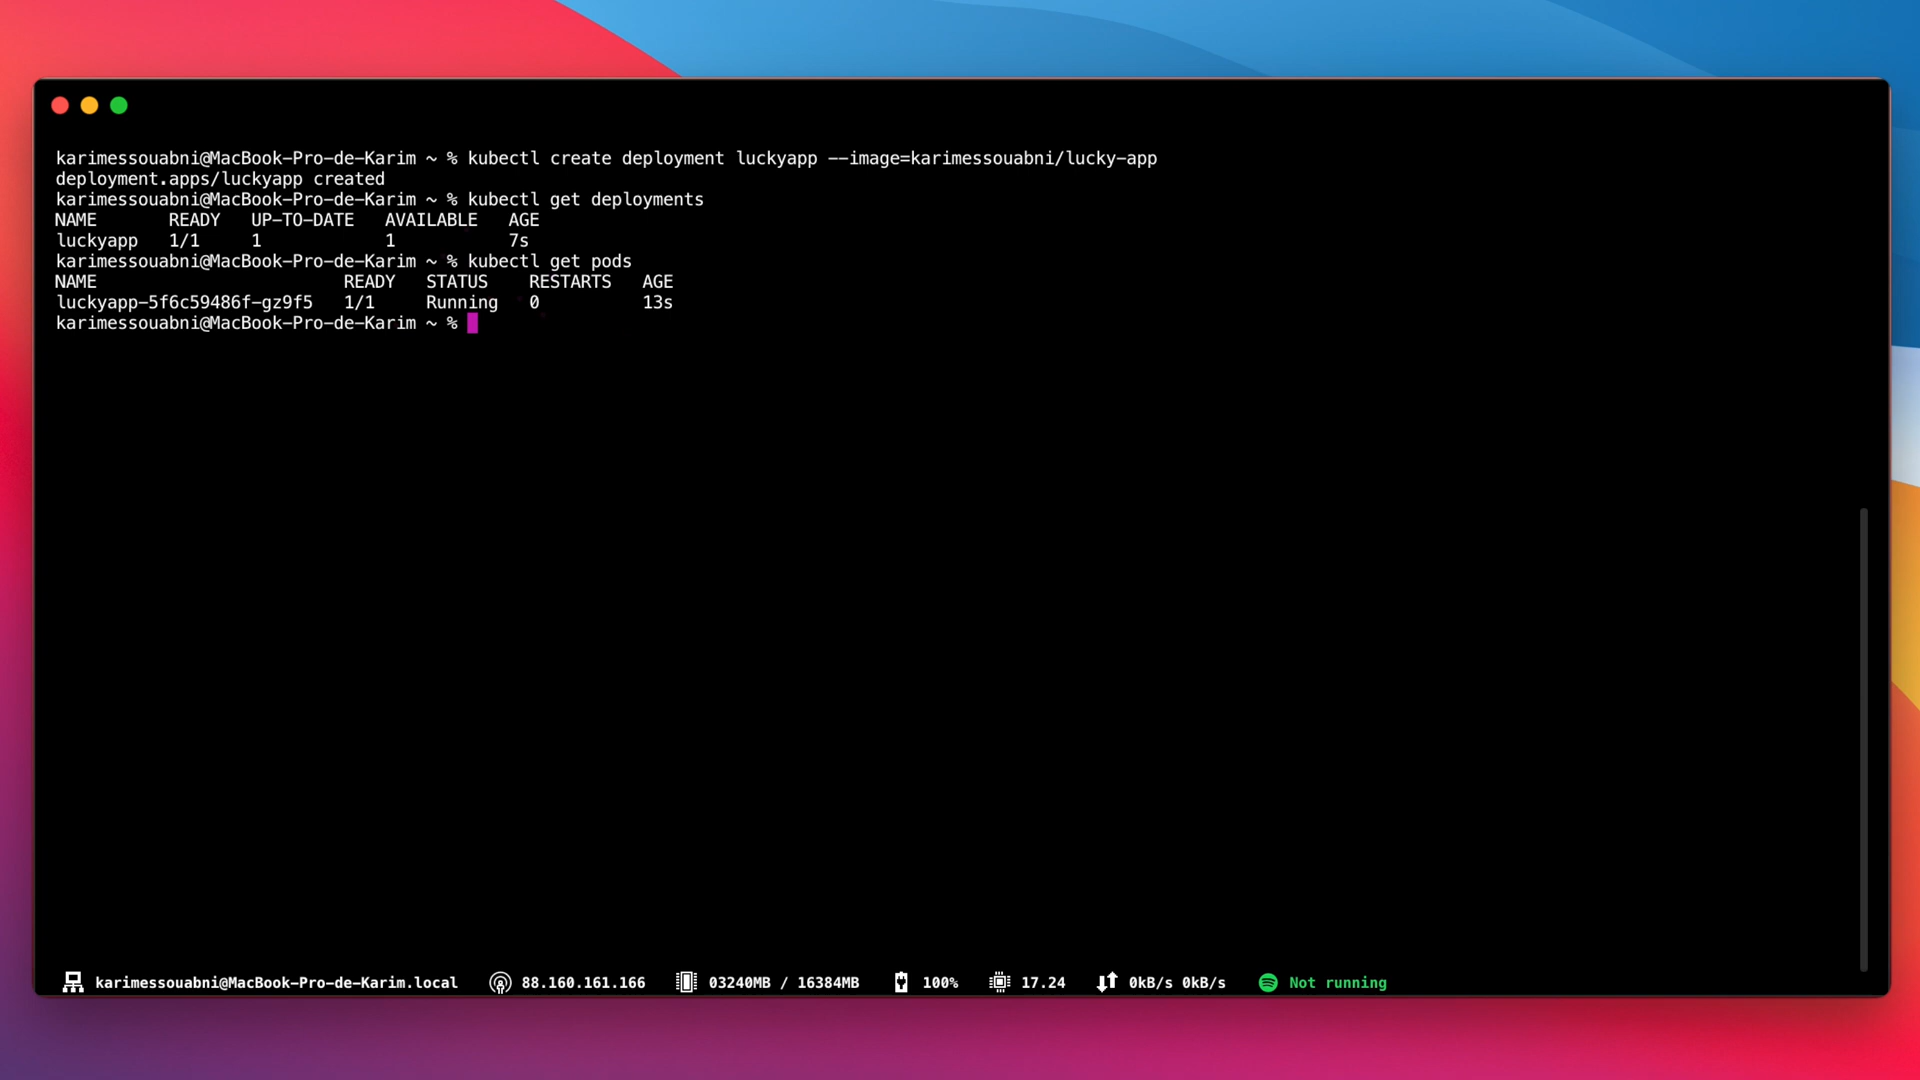 karimessouabni@MacBook-Pro-de-Karim ~ % kubectl create deployment luckyapp --image=karimessouabni/lucky-app
deployment.apps/luckyapp created
karimessouabni@MacBook-Pro-de-Karim ~ % kubectl get deployments
NAME       READY   UP-TO-DATE   AVAILABLE   AGE
luckyapp   1/1     1            1           7s
karimessouabni@MacBook-Pro-de-Karim ~ % kubectl get pods
NAME                        READY   STATUS    RESTARTS   AGE
luckyapp-5f6c59486f-gz9f5   1/1     Running   0          13s
karimessouabni@MacBook-Pro-de-Karim ~ %
karimessouabni@MacBook-Pro-de-Karim.local 88.160.161.166 03240MB / 16384MB 100% 17.24 0kB/s 0kB/s Not running